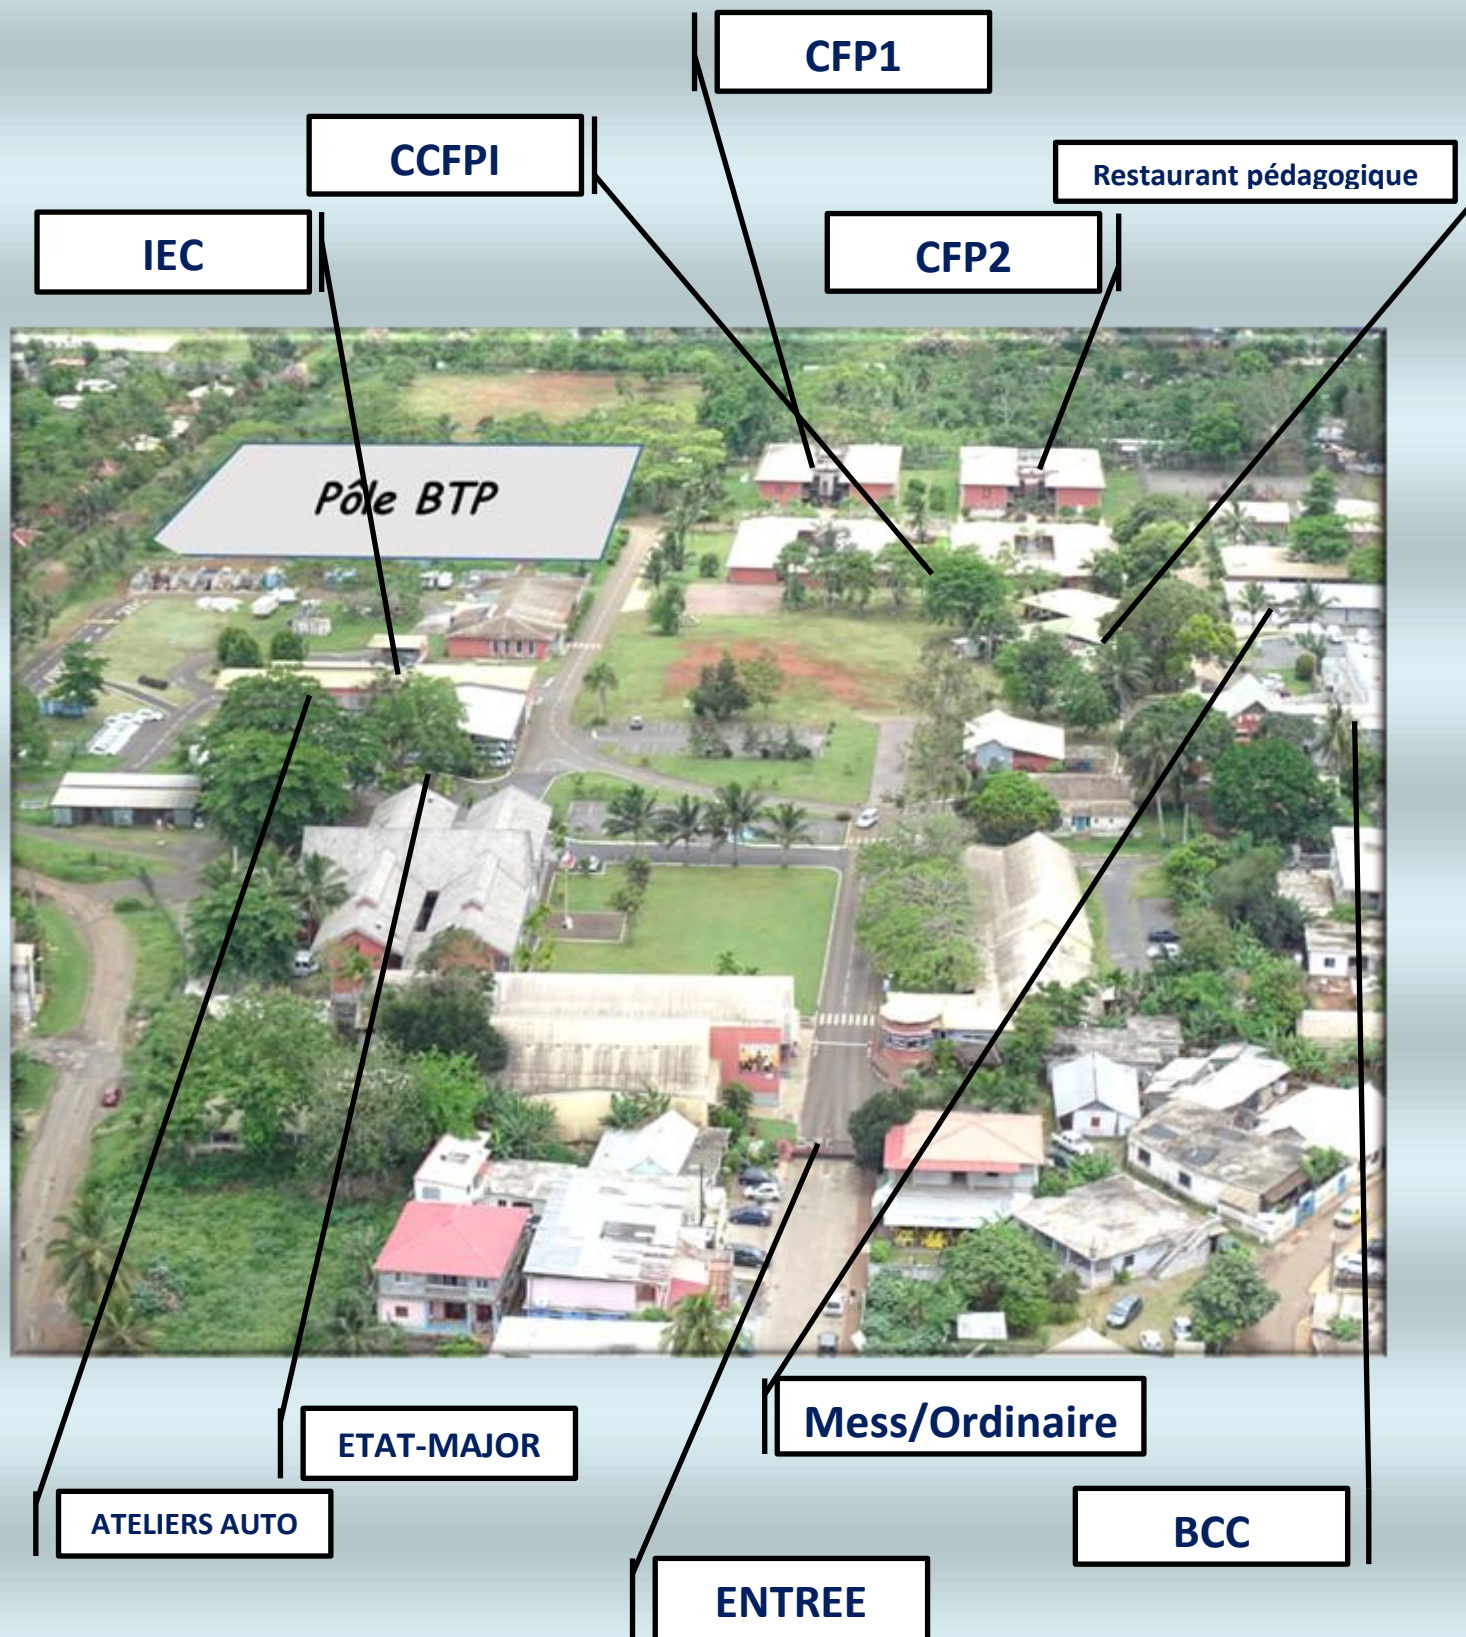 CFP1
CCFPI
Restaurant pédagogique
IEC
CFP2
Pôle BTP
Mess/Ordinaire
ETAT-MAJOR
ATELIERS AUTO
BCC
ENTREE